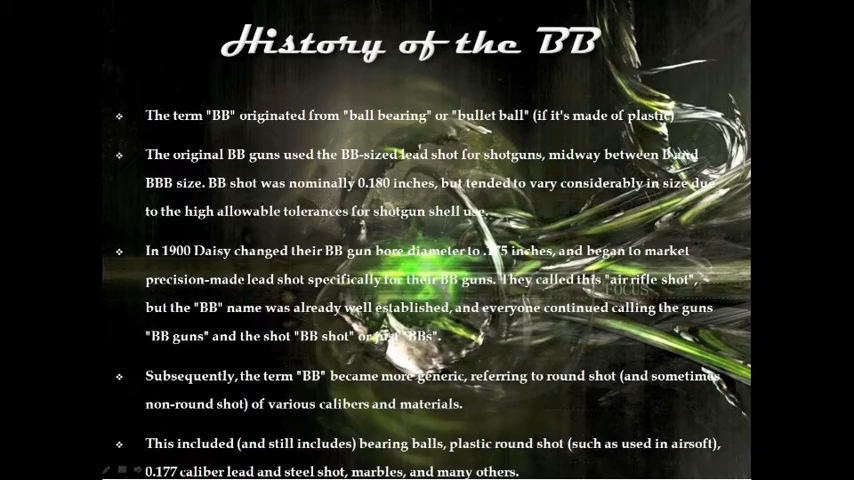 History of the BB
The term "BB" originated from "ball bearing" or "bullet ball" (if it's made of plastic)
The original BB guns used the BB-sized lead shot for shotguns, midway between B and
BBB size. BB shot was nominally 0.180 inches, but tended to vary considerably in size due
to the high allowable tolerances for shotgun shell use.
In 1900 Daisy changed their BB gun bore diameter to .175 inches, and began to market
precision-made lead shot specifically for their BB guns. They called this "air rifle shot",
but the "BB" name was already well established, and everyone continued calling the guns
"BB guns" and the shot "BB shot" or just "BBs".
Subsequently, the term "BB" became more generic, referring to round shot (and sometimes
non-round shot) of various calibers and materials.
This included (and still includes) bearing balls, plastic round shot (such as used in airsoft),
0.177 caliber lead and steel shot, marbles, and many others.